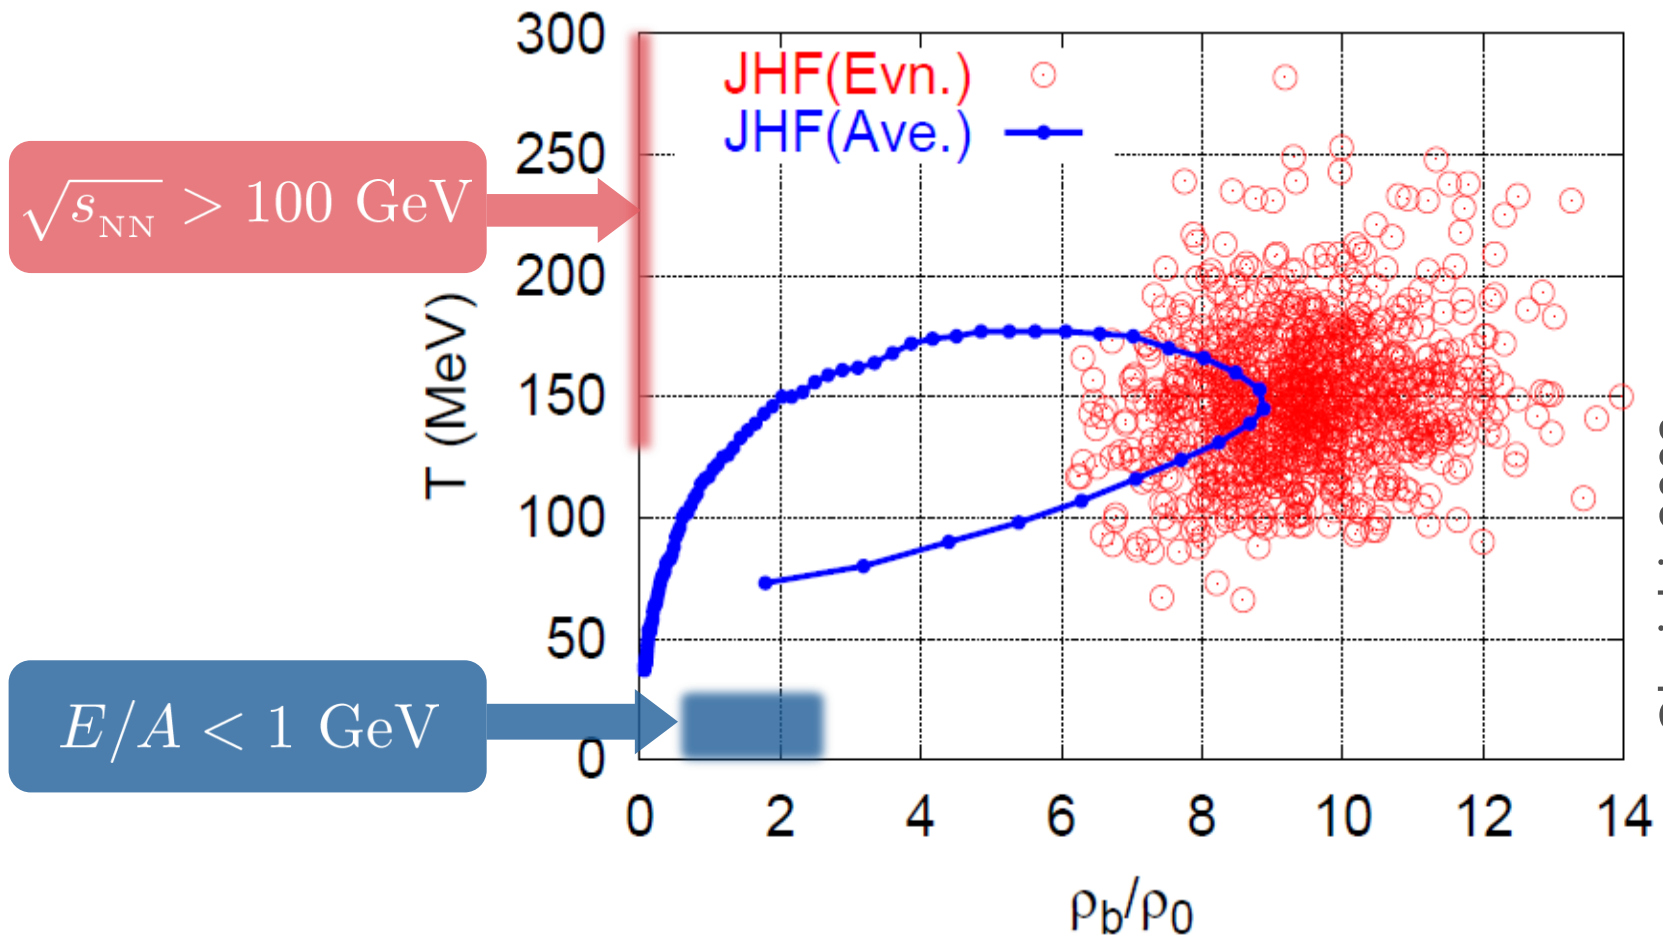 300
JHF(Evn.)
JHF(Ave.)
250
√s_NN > 100 GeV
200
T (MeV)
150
100
50
E/A < 1 GeV
0
0 2 4 6 8 10 12 14
ρb/ρ0